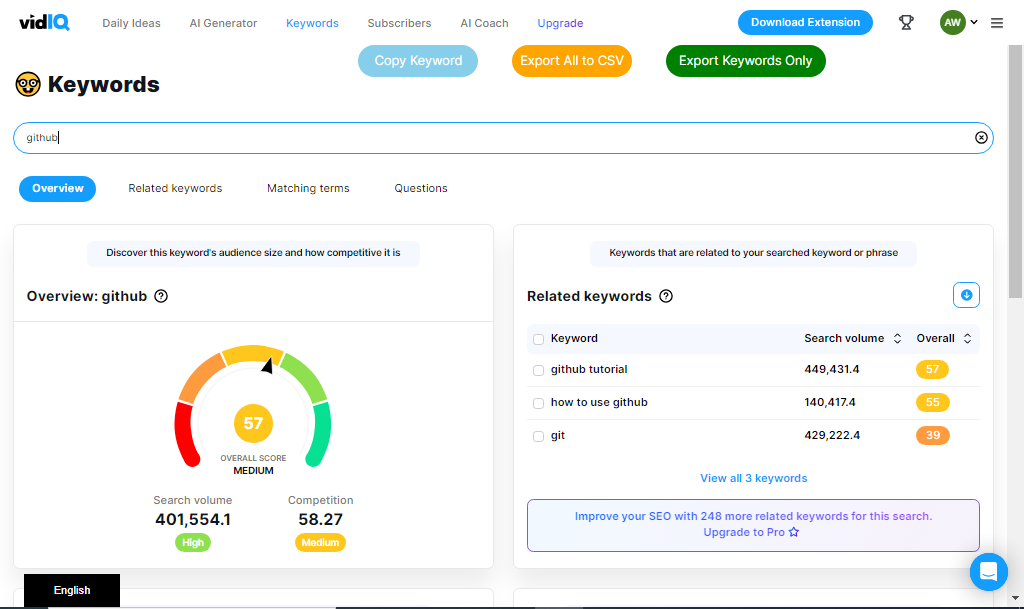 vidIQ
Daily Ideas
AI Generator
Keywords
Subscribers
AI Coach
Upgrade
Download Extension
AW
Copy Keyword
Export All to CSV
Export Keywords Only
Keywords
github
Overview
Related keywords
Matching terms
Questions
Discover this keyword's audience size and how competitive it is
Overview: github
57
OVERALL SCORE
MEDIUM
Search volume
401,554.1
High
Competition
58.27
Medium
Keywords that are related to your searched keyword or phrase
Related keywords
Keyword Search volume Overall
github tutorial 449,431.4 57
how to use github 140,417.4 55
git 429,222.4 39
View all 3 keywords
Improve your SEO with 248 more related keywords for this search.
Upgrade to Pro
English